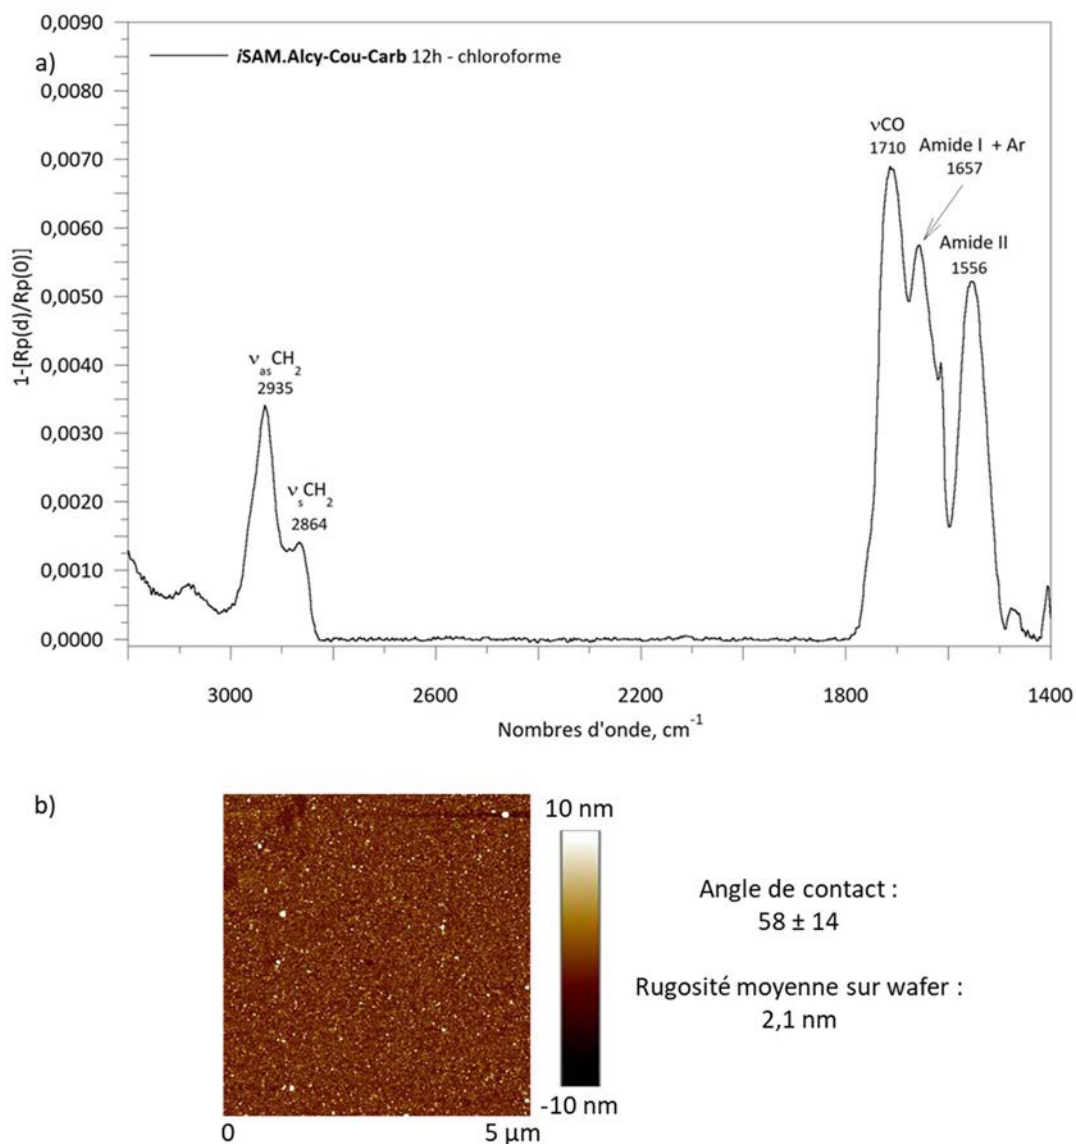 a)
iSAM.Alcy-Cou-Carb 12h - chloroforme
1-[Rp(d)/Rp(0)]
0,0090
0,0080
0,0070
0,0060
0,0050
0,0040
0,0030
0,0020
0,0010
0,0000
νasCH2
2935
νsCH2
2864
νCO
1710
Amide I + Ar
1657
Amide II
1556
3000 2600 2200 1800 1400
Nombres d'onde, cm-1
b)
10 nm
-10 nm
0 5 µm
Angle de contact :
58 ± 14
Rugosité moyenne sur wafer :
2,1 nm